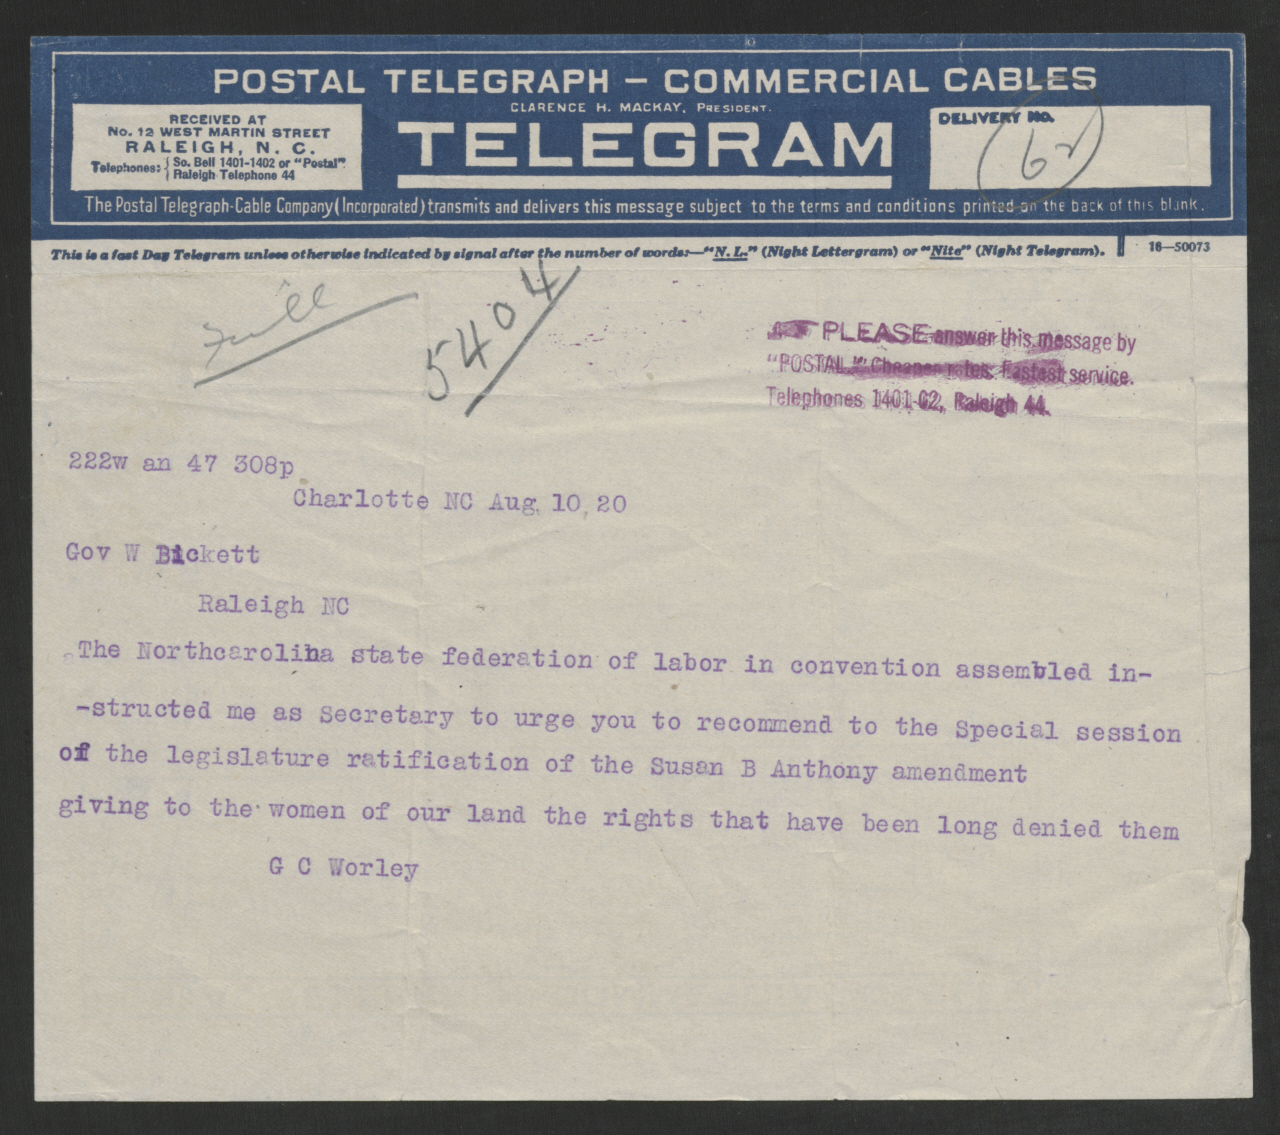 POSTAL TELEGRAPH — COMMERCIAL CABLES
CLARENCE H. MACKAY, PRESIDENT.
RECEIVED AT
No. 12 WEST MARTIN STREET
RALEIGH, N. C.
Telephones: { So. Bell 1401-1402 or "Postal"
Raleigh Telephone 44
TELEGRAM
DELIVERY NO.
62
The Postal Telegraph-Cable Company (Incorporated) transmits and delivers this message subject to the terms and conditions printed on the back of this blank.
This is a fast Day Telegram unless otherwise indicated by signal after the number of words:—"N. L." (Night Lettergram) or "Nite" (Night Telegram).
16—50073
5404
PLEASE answer this message by
"POSTAL." Cheaper rates. Fastest service.
Telephones 1401-02, Raleigh 44.
222w an 47 308p
Charlotte NC Aug. 10, 20
Gov W Bickett
Raleigh NC
The Northcarolina state federation of labor in convention assembled in-
-structed me as Secretary to urge you to recommend to the Special session
of the legislature ratification of the Susan B Anthony amendment
giving to the women of our land the rights that have been long denied them
G C Worley